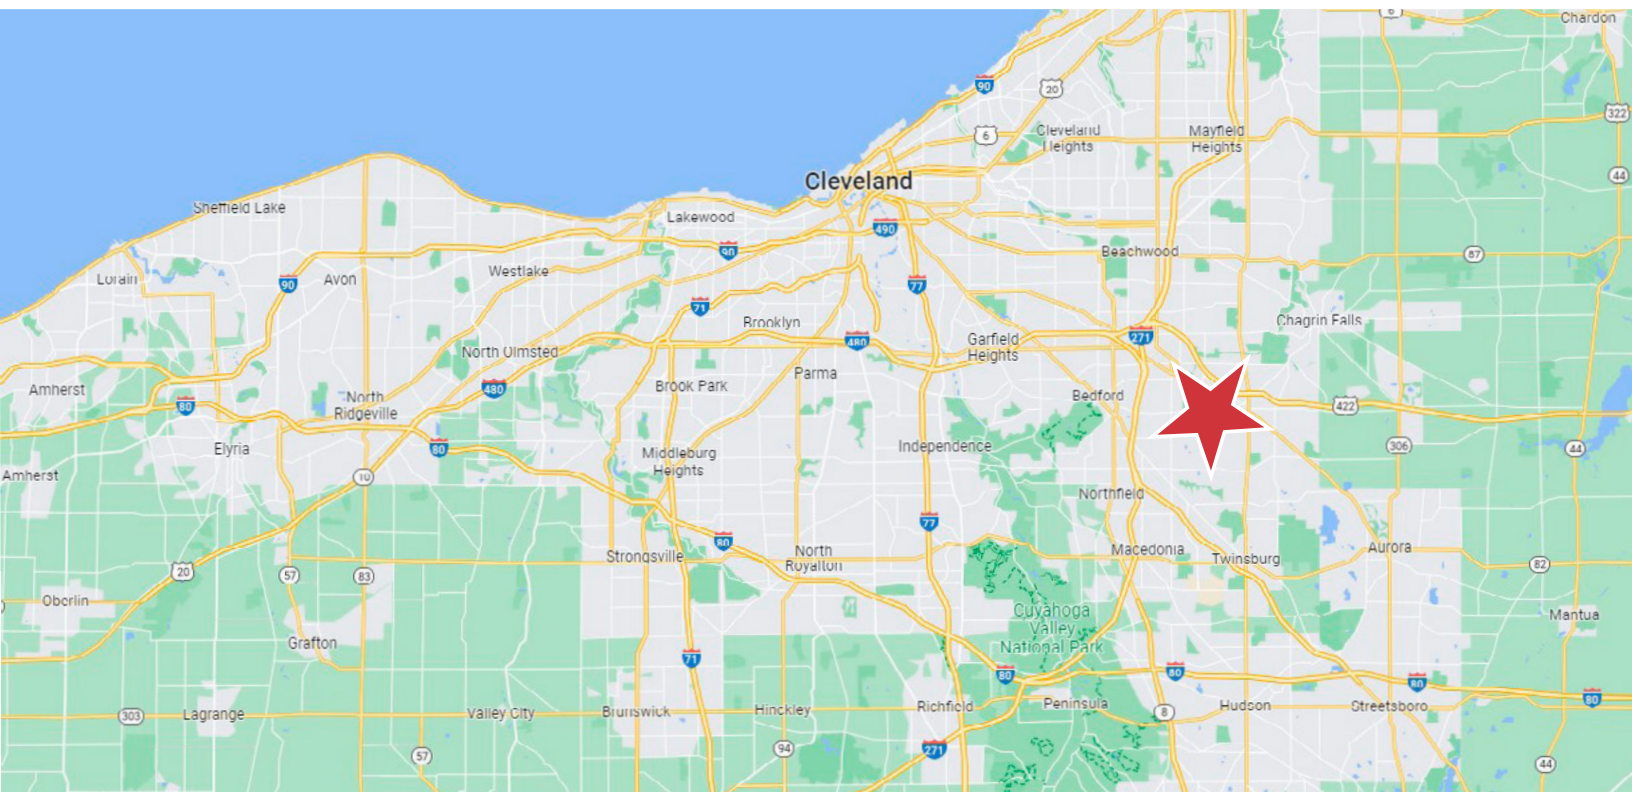 6
Chardon
90
20
322
6
Cleveland
Heights
Mayfield
Heights
44
Cleveland
Sheffield Lake
Lakewood
490
90
Beachwood
87
Lorain
90
Avon
Westlake
77
71
Brooklyn
Chagrin Falls
480
271
Garfield
Heights
North Olmsted
Parma
Amherst
480
Brook Park
Bedford
North
Ridgeville
80
422
Elyria
80
Independence
306
44
Middleburg
Heights
Amherst
10
Northfield
77
80
Strongsville
North
Royalton
Macedonia
Twinsburg
Aurora
82
20
57
83
Oberlin
Cuyahoga
Valley
National Park
Mantua
Grafton
71
80
80
80
80
303
Lagrange
Valley City
Brunswick
Hinckley
Richfield
Peninsula
8
Hudson
Streetsboro
57
94
271
44